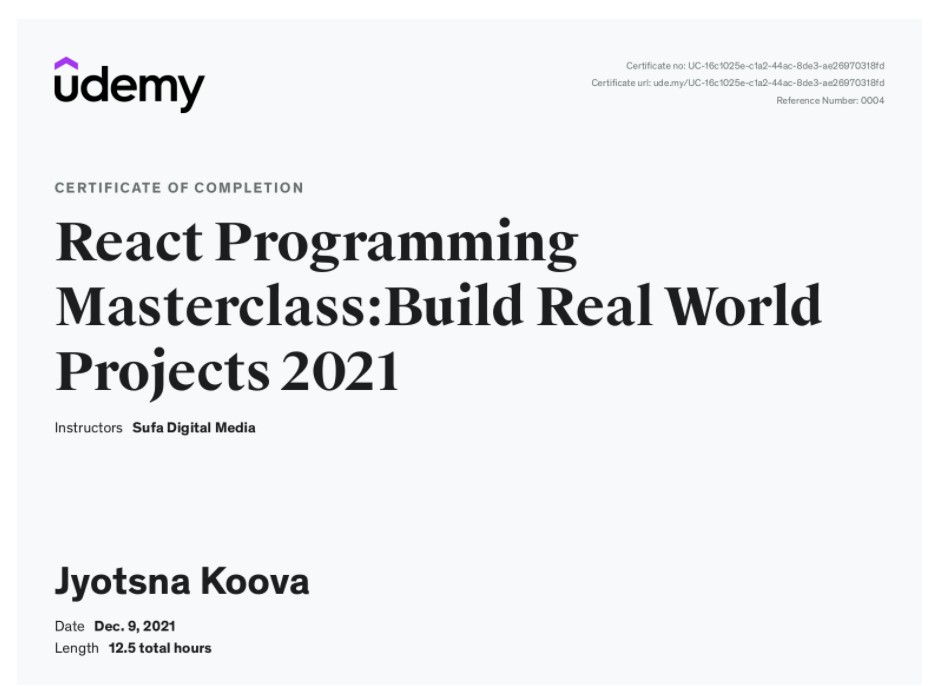 udemy
Certificate no: UC-16c1025e-c1a2-44ac-8de3-ae26970318fd
Certificate url: ude.my/UC-16c1025e-c1a2-44ac-8de3-ae26970318fd
Reference Number: 0004
CERTIFICATE OF COMPLETION
React Programming
Masterclass:Build Real World
Projects 2021
Instructors Sufa Digital Media
Jyotsna Koova
Date Dec. 9, 2021
Length 12.5 total hours